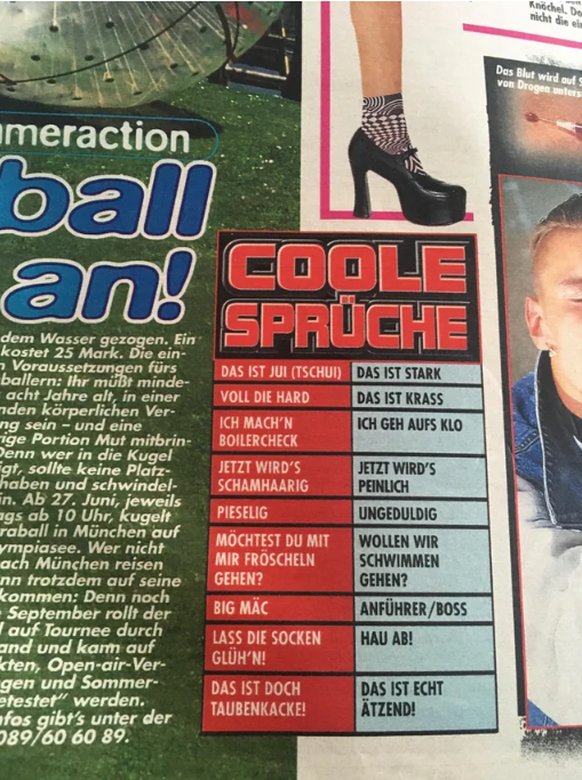 Knöchel. Do
nicht die ei
Das Blut wird auf S
von Drogen unters
mmeraction
ball
an!
dem Wasser gezogen. Ein
kostet 25 Mark. Die ein-
n Voraussetzungen fürs
ballern: Ihr müßt minde-
acht Jahre alt, in einer
nden körperlichen Ver-
ng sein – und eine
rige Portion Mut mitbrin-
Denn wer in die Kugel
igt, sollte keine Platz-
haben und schwindel-
in. Ab 27. Juni, jeweils
ags ab 10 Uhr, kugelt
raball in München auf
ympiasee. Wer nicht
ach München reisen
nn trotzdem auf seine
kommen: Denn noch
September rollt der
l auf Tournee durch
and und kann auf
kten, Open-air-Ver-
gen und Sommer-
etestet" werden.
nfos gibt's unter der
089/60 60 89.
COOLE
SPRÜCHE
DAS IST JUI (TSCHUI) DAS IST STARK
VOLL DIE HARD DAS IST KRASS
ICH MACH'N ICH GEH AUFS KLO
BOILERCHECK
JETZT WIRD'S JETZT WIRD'S
SCHAMHAARIG PEINLICH
PIESELIG UNGEDULDIG
MÖCHTEST DU MIT WOLLEN WIR
MIR FRÖSCHELN SCHWIMMEN
GEHEN? GEHEN?
BIG MÄC ANFÜHRER/BOSS
LASS DIE SOCKEN HAU AB!
GLÜH'N!
DAS IST DOCH DAS IST ECHT
TAUBENKACKE! ÄTZEND!